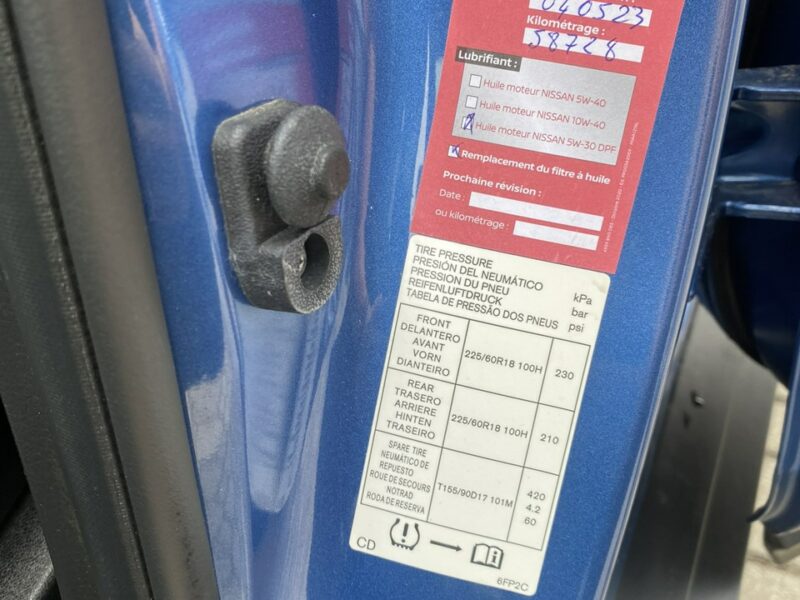 040523
Kilométrage :
58728
Lubrifiant :
Huile moteur NISSAN 5W-40
Huile moteur NISSAN 10W-40
Huile moteur NISSAN 5W-30 DPF
Remplacement du filtre à huile
Prochaine révision :
Date :
ou kilométrage :
TIRE PRESSURE
PRESIÓN DEL NEUMÁTICO
PRESSION DU PNEU
REIFENLUFTDRUCK
TABELA DE PRESSÃO DOS PNEUS
kPa
bar
psi
FRONT
DELANTERO
AVANT
VORN
DIANTEIRO
225/60R18 100H
230
REAR
TRASERO
ARRIERE
HINTEN
TRASEIRO
225/60R18 100H
210
SPARE TIRE
NEUMÁTICO DE
REPUESTO
ROUE DE SECOURS
NOTRAD
RODA DE RESERVA
T155/90D17 101M
420
4.2
60
CD
6FP2C